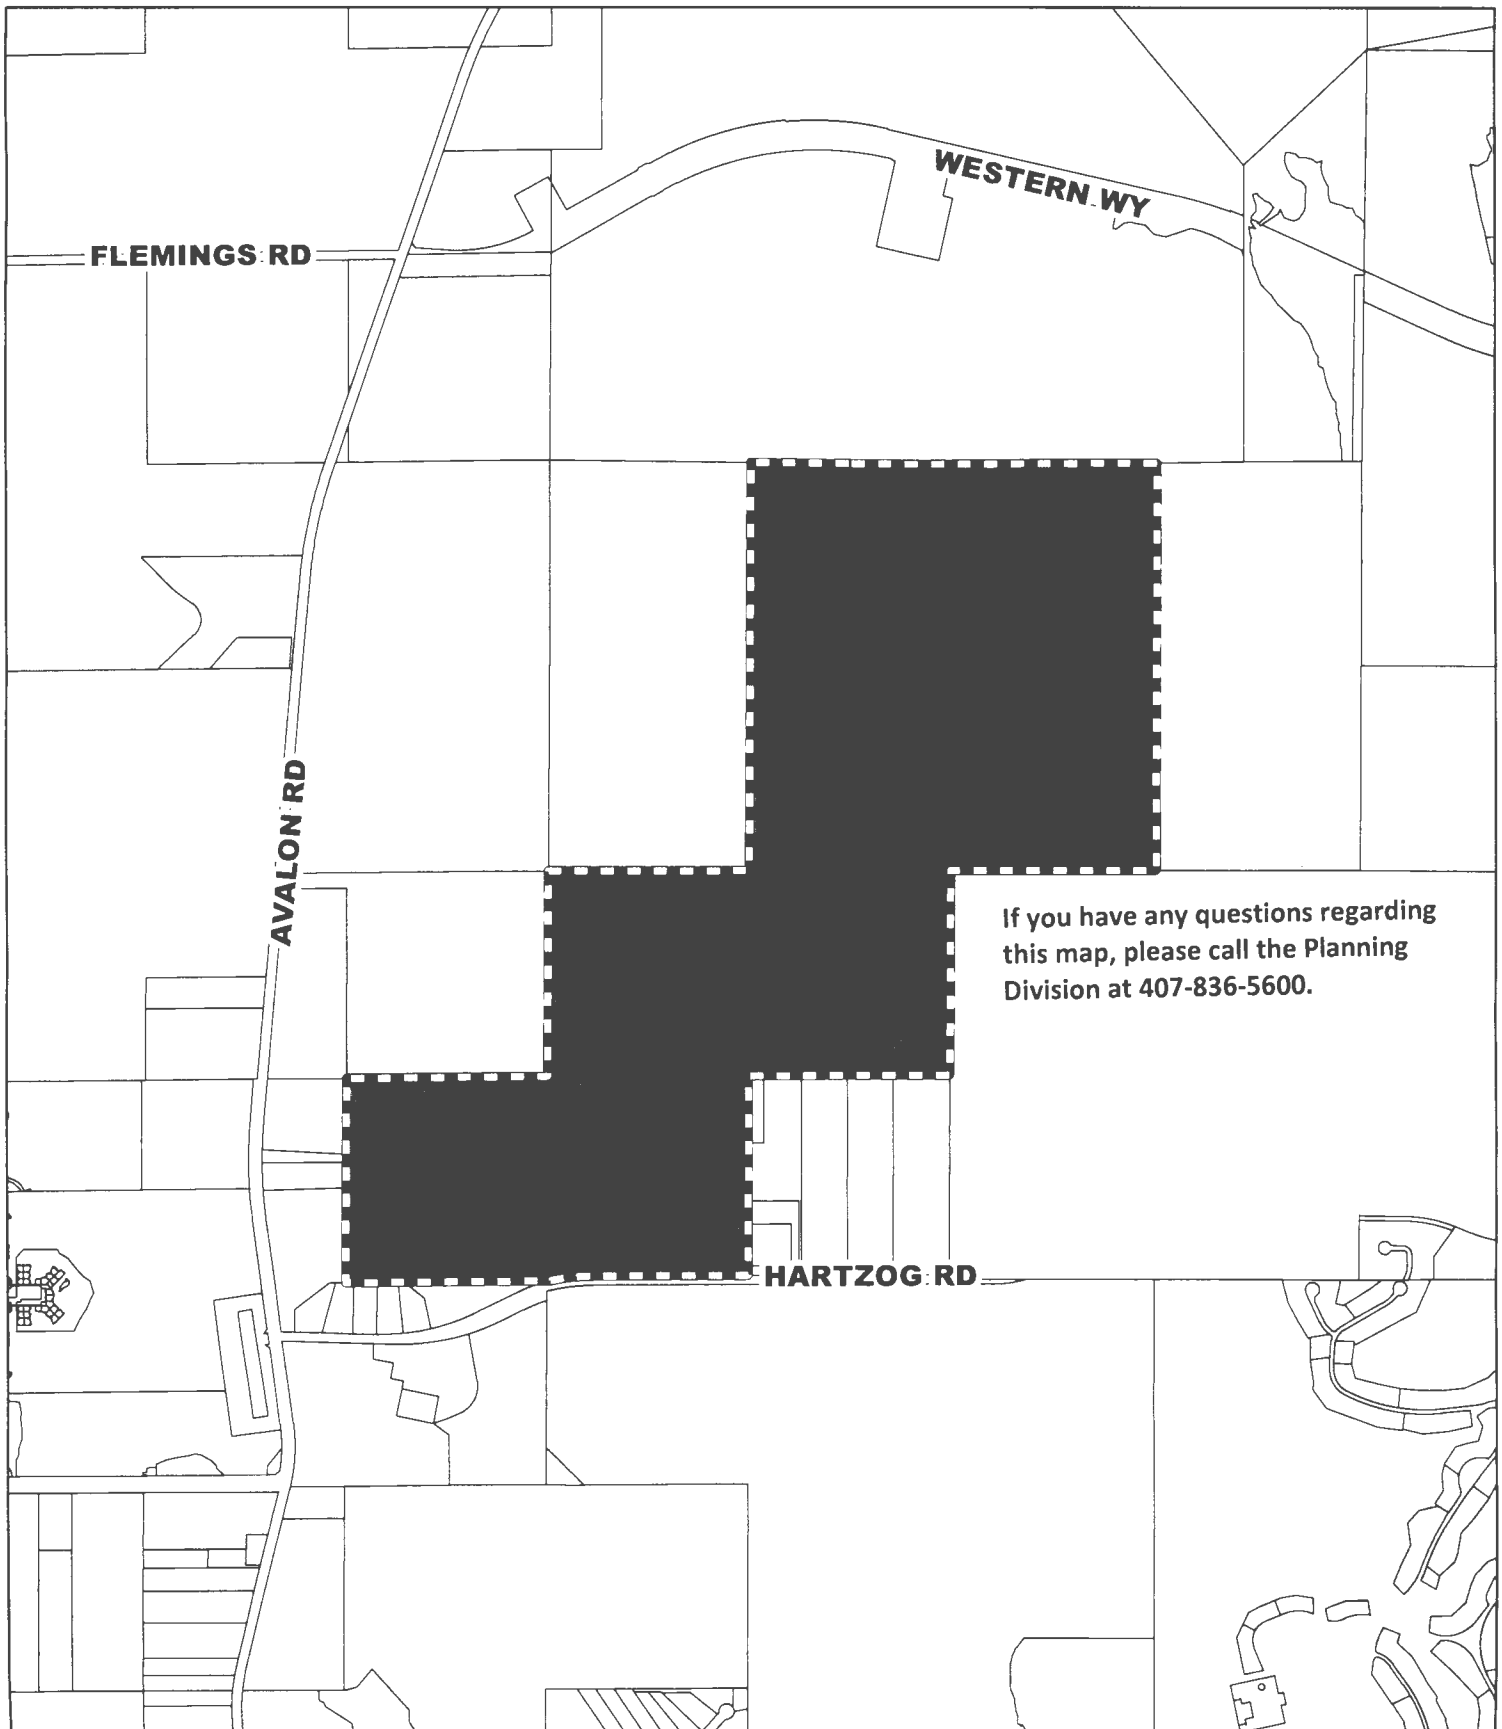 WESTERN WY
FLEMINGS RD
AVALON RD
If you have any questions regarding
this map, please call the Planning
Division at 407-836-5600.
HARTZOG RD